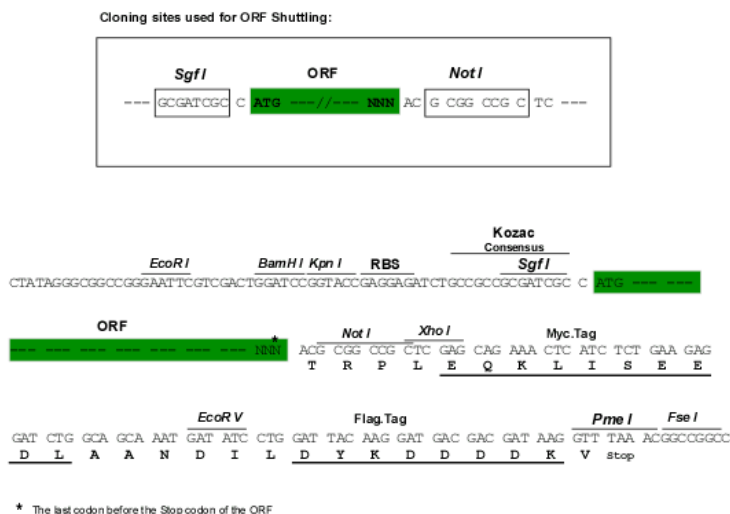 Cloning sites used for ORF Shuttling:
Sgf I ORF Not I
--- GCGATCGC C ATG ---//--- NNN AC G CGG CCG C TC ---
Kozac
Consensus
EcoR I BamH I Kpn I RBS Sgf I
CTATAGGGCGGCCGGGAATTCGTCGACTGGATCCGGTACCGAGGAGATCTGCCGCCGCGATCGC C ATG --- ---
ORF Not I Xho I Myc.Tag
*
--- --- --- --- --- --- --- --- NNN ACG CGG CCG CTC GAG CAG AAA CTC ATC TCT GAA GAG
T R P L E Q K L I S E E
EcoR V Flag.Tag Pme I Fse I
GAT CTG GCA GCA AAT GAT ATC CTG GAT TAC AAG GAT GAC GAC GAT AAG GTT TAA ACGGCCGGCC
D L A A N D I L D Y K D D D D K V Stop
* The last codon before the Stop codon of the ORF